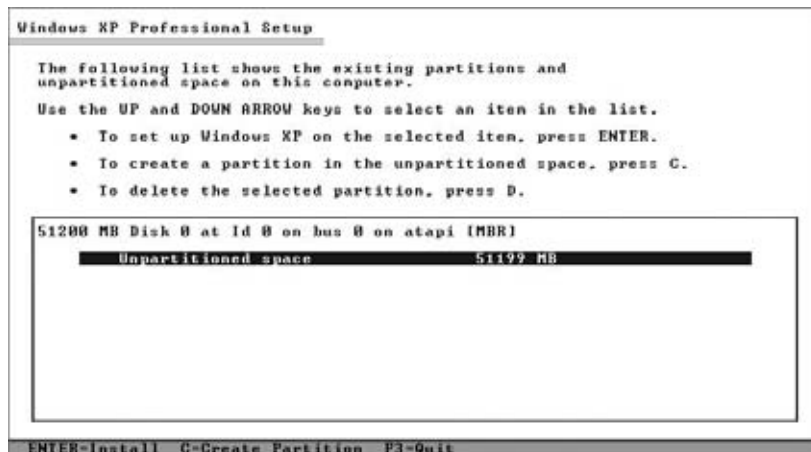 Windows XP Professional Setup
The following list shows the existing partitions and
unpartitioned space on this computer.
Use the UP and DOWN ARROW keys to select an item in the list.
• To set up Windows XP on the selected item, press ENTER.
• To create a partition in the unpartitioned space, press C.
• To delete the selected partition, press D.
51200 MB Disk 0 at Id 0 on bus 0 on atapi [MBR]
Unpartitioned space 51199 MB
ENTER=Install C=Create Partition F3=Quit